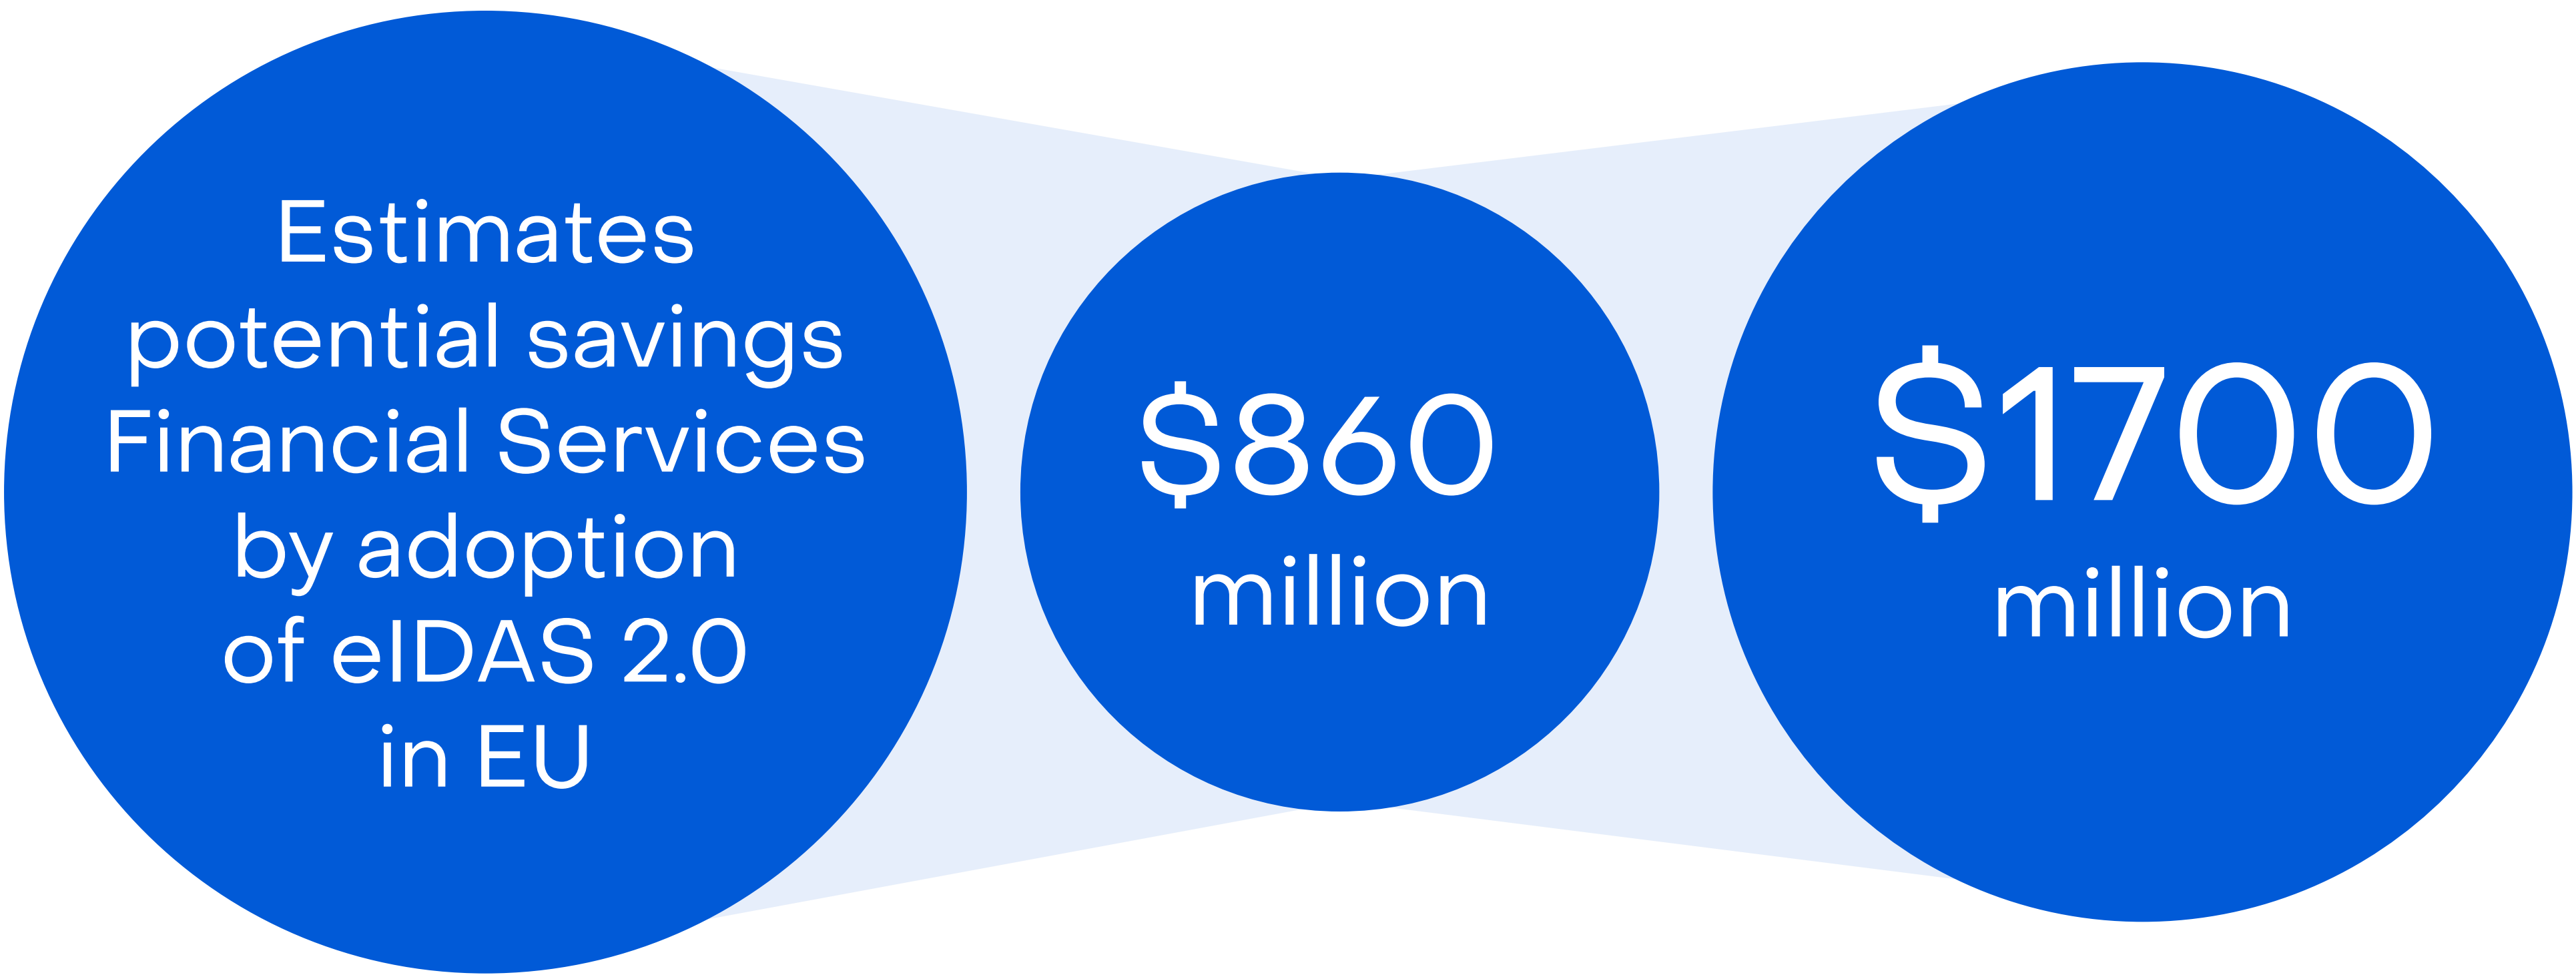 Estimates
potential savings
Financial Services
by adoption
of eIDAS 2.0
in EU
$860
million
$1700
million